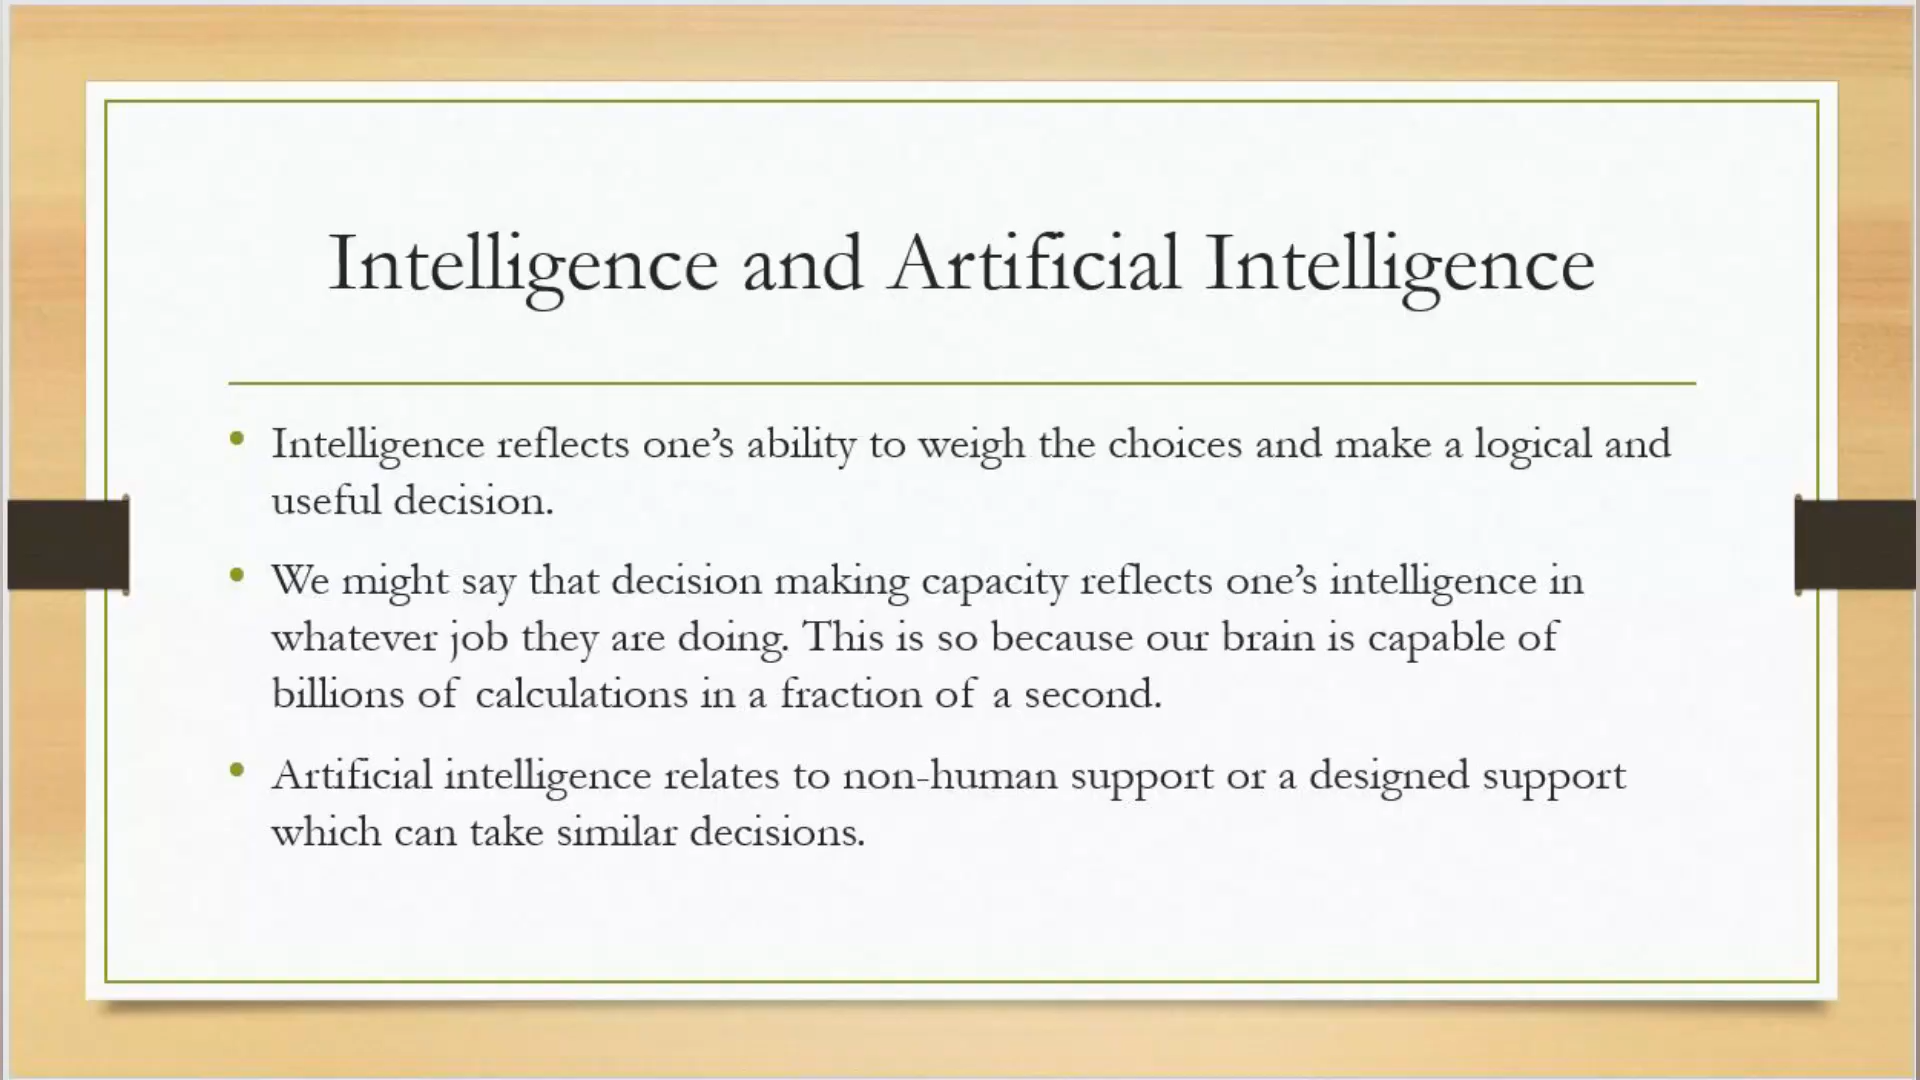 Intelligence and Artificial Intelligence
• Intelligence reflects one’s ability to weigh the choices and make a logical and
useful decision.
• We might say that decision making capacity reflects one’s intelligence in
whatever job they are doing. This is so because our brain is capable of
billions of calculations in a fraction of a second.
• Artificial intelligence relates to non-human support or a designed support
which can take similar decisions.